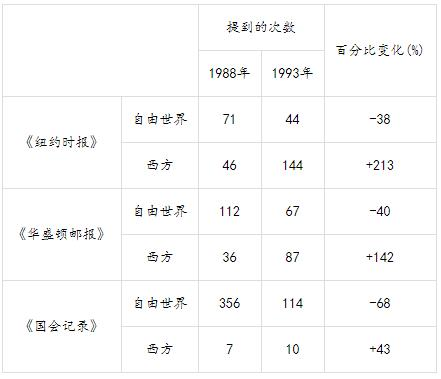 提到的次数 百分比变化(%)
1988年 1993年
《纽约时报》 自由世界 71 44 -38
西方 46 144 +213
《华盛顿邮报》 自由世界 112 67 -40
西方 36 87 +142
《国会记录》 自由世界 356 114 -68
西方 7 10 +43